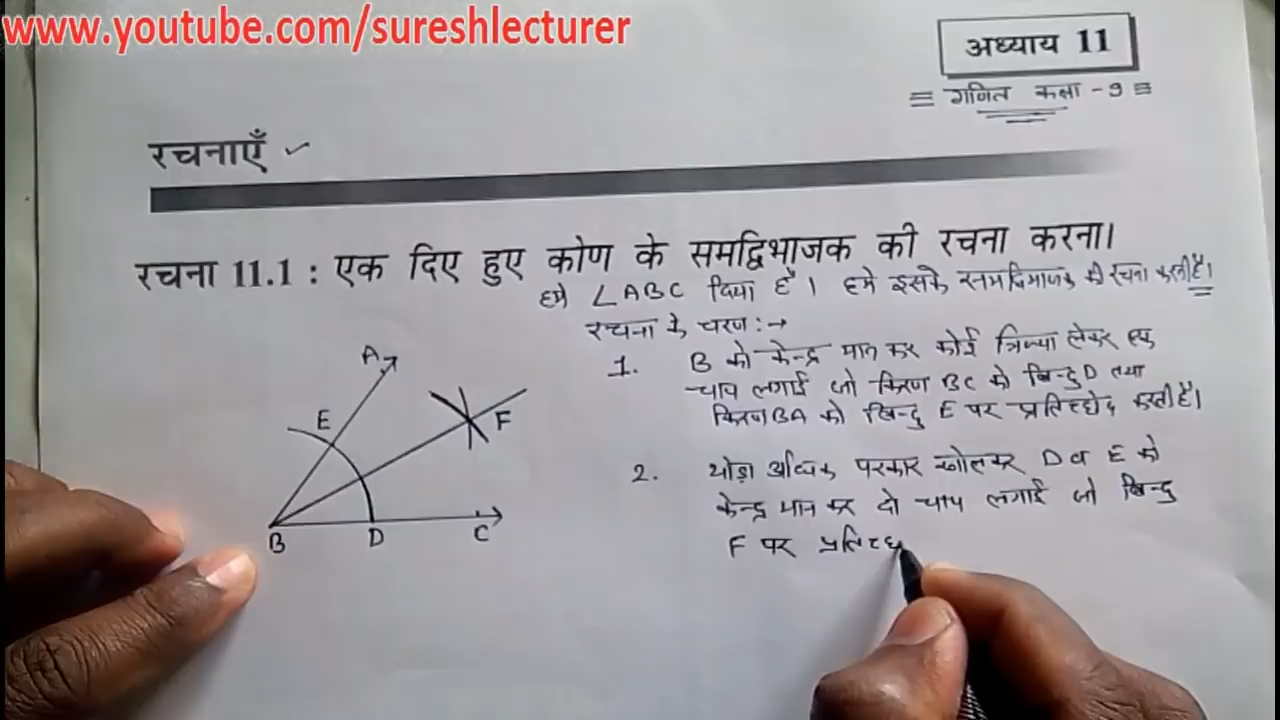 www.youtube.com/sureshlecturer
अध्याय 11
गणित कक्षा - 9
रचनाएँ
रचना 11.1 : एक दिए हुए कोण के समद्विभाजक की रचना करना।
हमे ∠ABC दिया है। हमे इसके समद्विभाजक की रचना करनी है।
रचना के चरण :→
1. B को केन्द्र मान कर कोई त्रिज्या लेकर एक
चाप लगाई जो किरण BC को बिन्दु D तथा
किरण BA को बिन्दु E पर प्रतिच्छेद करती है।
2. थोड़ा अधिक परकार खोलकर D व E को
केन्द्र मान कर दो चाप लगाई जो बिन्दु
F पर प्रतिच्छ
A
E
F
B
D
C